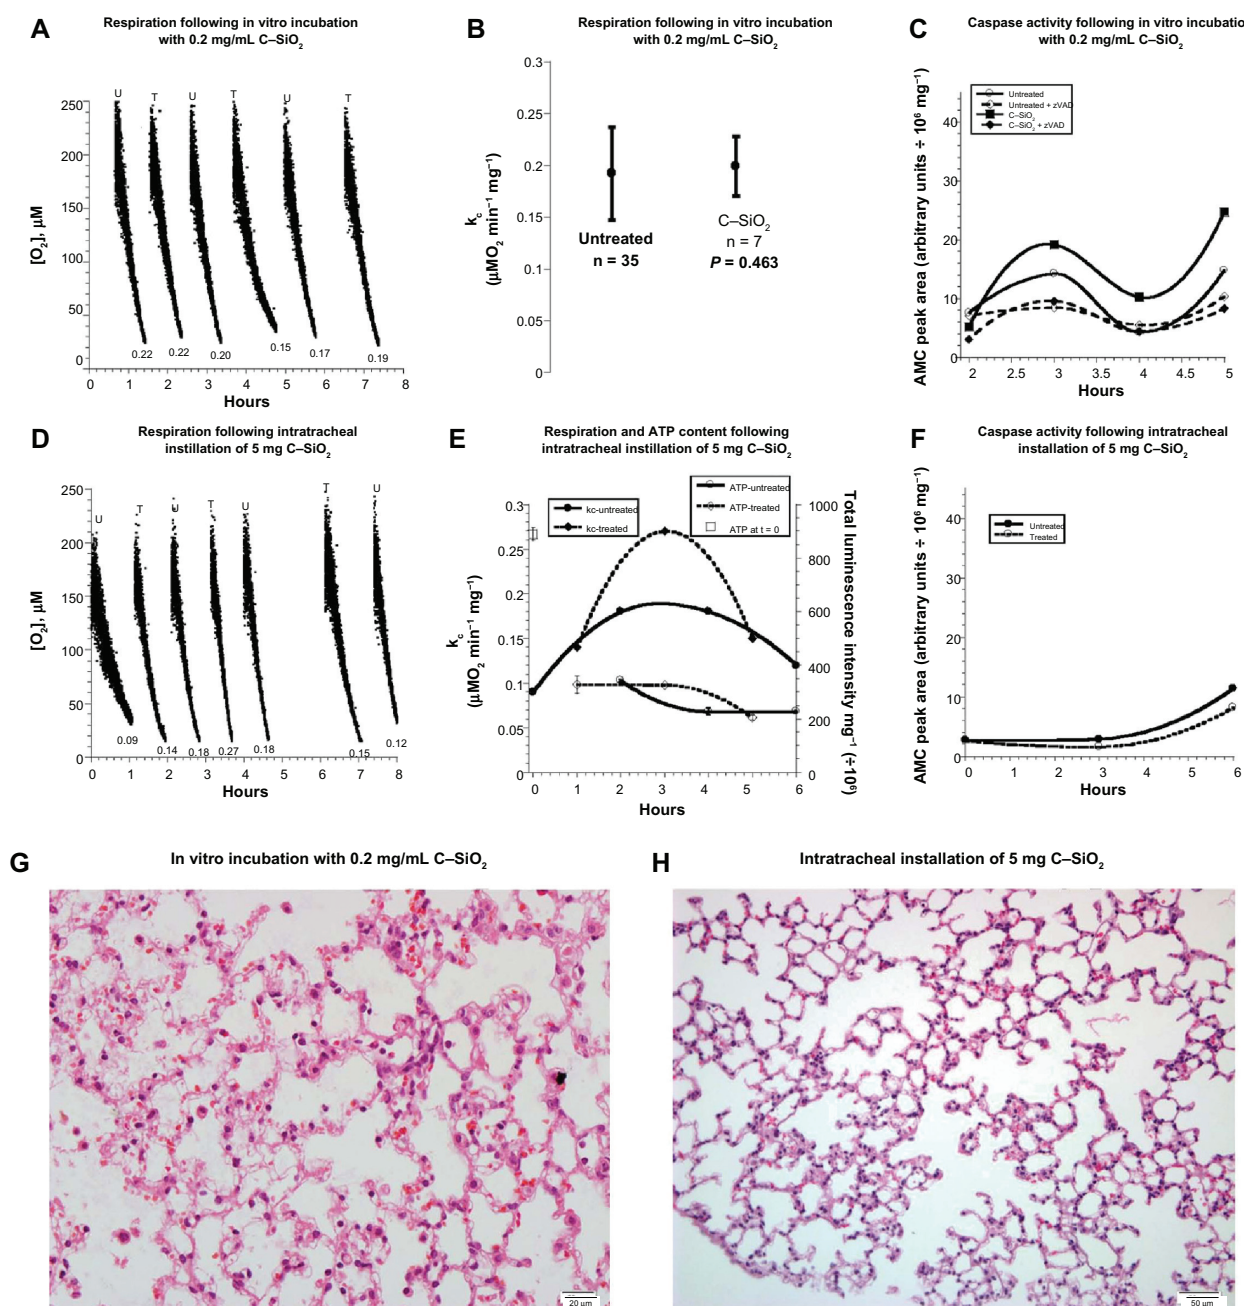 A
Respiration following in vitro incubation
with 0.2 mg/mL C–SiO2
[O2], µM
250
200
150
100
50
0
U
T
U
T
U
T
0.22
0.22
0.20
0.15
0.17
0.19
0 1 2 3 4 5 6 7 8
Hours
B
Respiration following in vitro incubation
with 0.2 mg/mL C–SiO2
kc
(µMO2 min−1 mg−1)
0.3
0.25
0.2
0.15
0.1
0.05
0
Untreated
n = 35
C–SiO2
n = 7
P = 0.463
C
Caspase activity following in vitro incubation
with 0.2 mg/mL C–SiO2
AMC peak area (arbitrary units ÷ 10⁶ mg−1)
Untreated
Untreated + zVAD
C–SiO2
C–SiO2 + zVAD
40
30
20
10
0
2 2.5 3 3.5 4 4.5 5
Hours
D
Respiration following intratracheal
instillation of 5 mg C–SiO2
[O2], µM
250
200
150
100
50
0
U
T
U
T
U
T
U
0.09
0.14
0.18
0.27
0.18
0.15
0.12
0 1 2 3 4 5 6 7 8
Hours
E
Respiration and ATP content following
intratracheal instillation of 5 mg C–SiO2
kc
(µMO2 min−1 mg−1)
kc-untreated
kc-treated
ATP-untreated
ATP-treated
ATP at t = 0
0.3
0.25
0.2
0.15
0.1
0.05
0
1000
800
600
400
200
0
Total luminescence intensity mg−1 (÷10⁶)
0 1 2 3 4 5 6
Hours
F
Caspase activity following intratracheal
installation of 5 mg C–SiO2
AMC peak area (arbitrary units ÷ 10⁶ mg−1)
Untreated
Treated
40
30
20
10
0
0 1 2 3 4 5 6
Hours
G
In vitro incubation with 0.2 mg/mL C–SiO2
20 µm
H
Intratracheal installation of 5 mg C–SiO2
50 µm